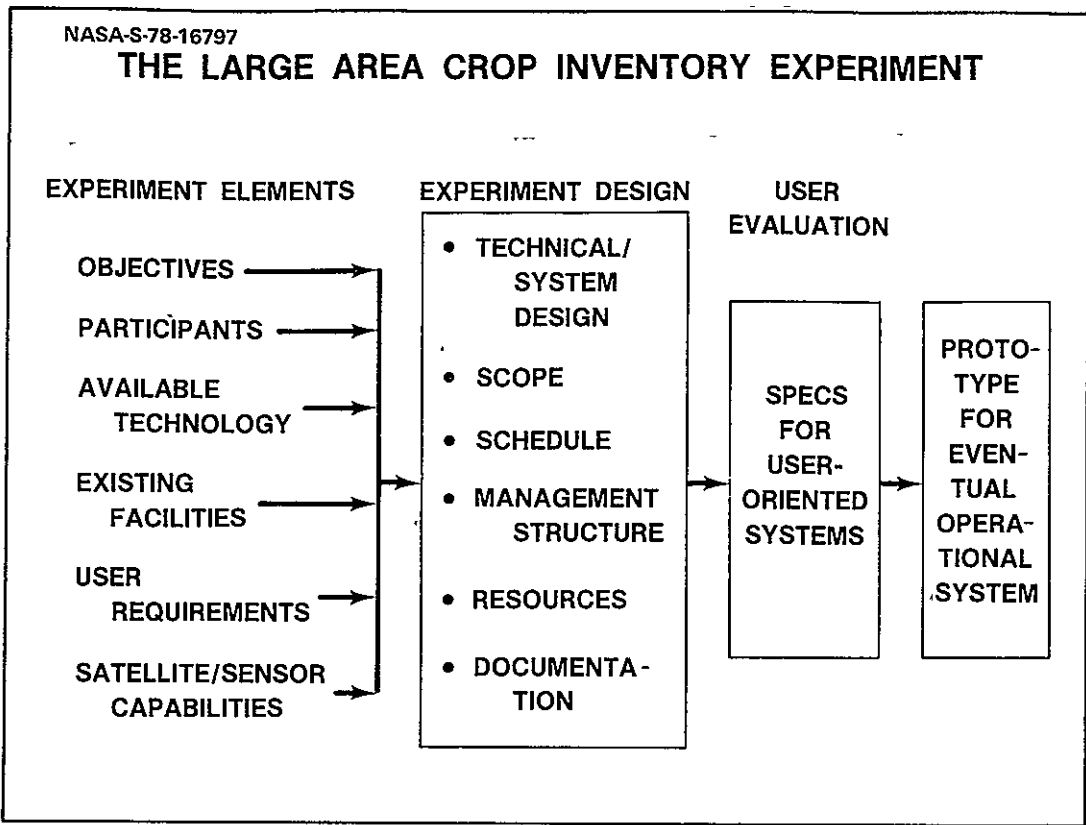 NASA-S-78-16797
THE LARGE AREA CROP INVENTORY EXPERIMENT
EXPERIMENT ELEMENTS
OBJECTIVES
PARTICIPANTS
AVAILABLE
TECHNOLOGY
EXISTING
FACILITIES
USER
REQUIREMENTS
SATELLITE/SENSOR
CAPABILITIES
EXPERIMENT DESIGN
• TECHNICAL/
SYSTEM
DESIGN
• SCOPE
• SCHEDULE
• MANAGEMENT
STRUCTURE
• RESOURCES
• DOCUMENTA-
TION
USER
EVALUATION
SPECS
FOR
USER-
ORIENTED
SYSTEMS
PROTO-
TYPE
FOR
EVEN-
TUAL
OPERA-
TIONAL
SYSTEM